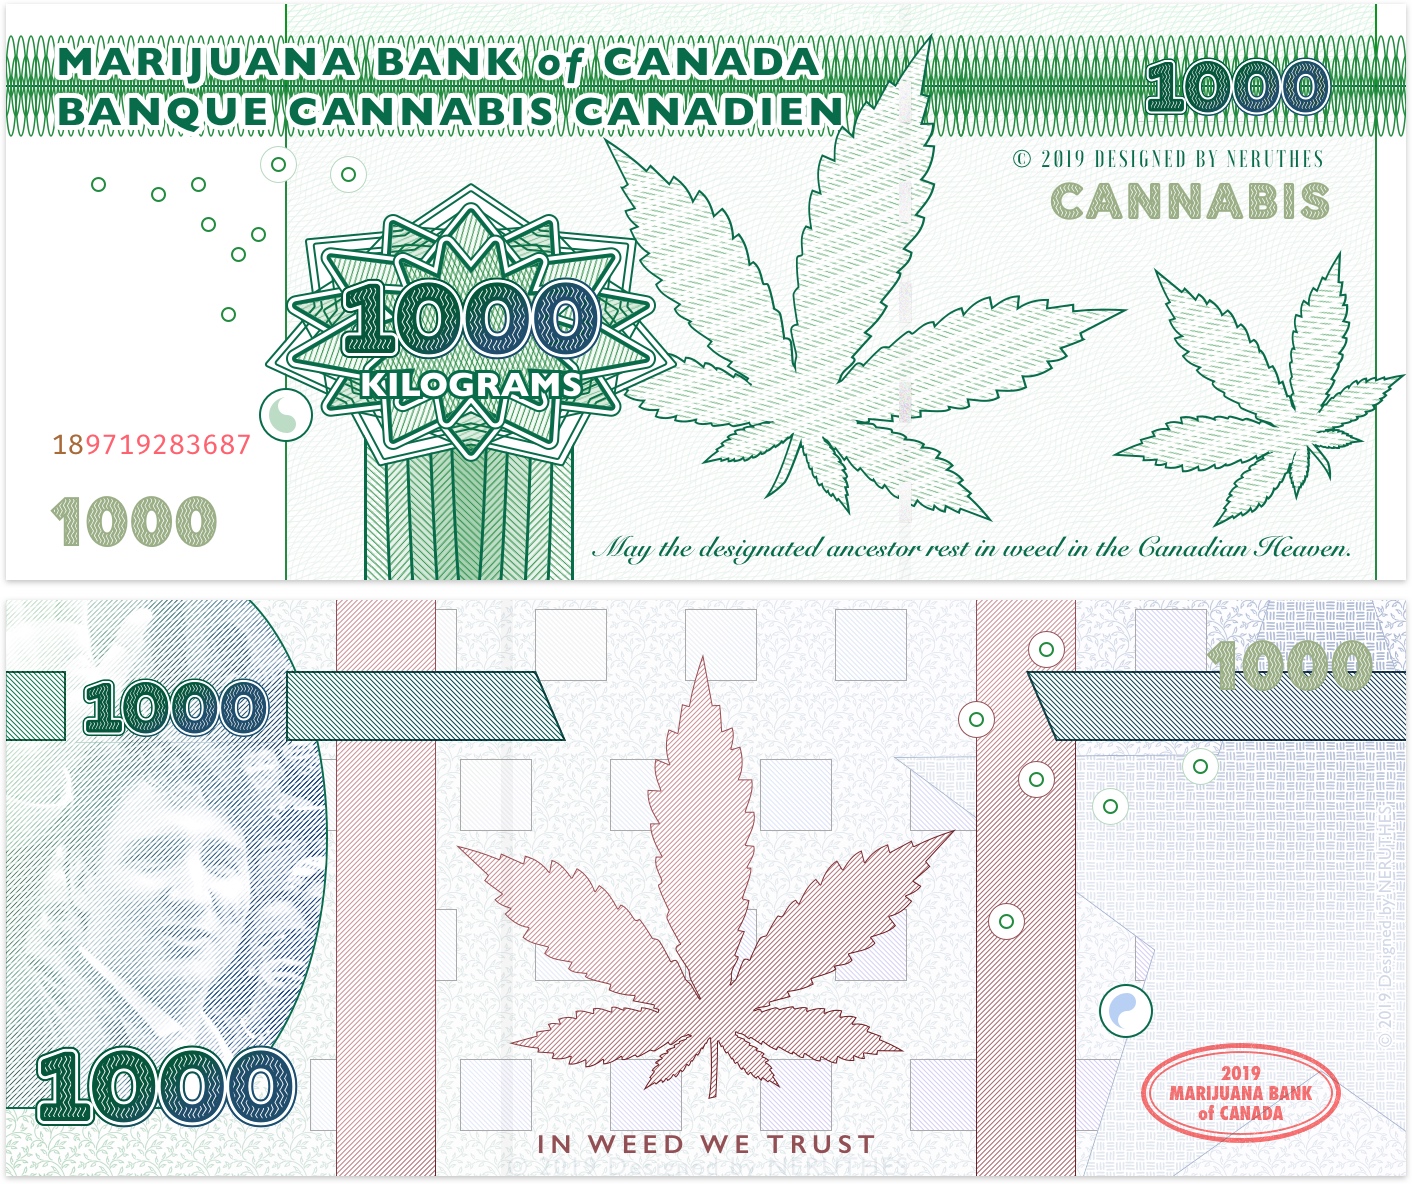 MARIJUANA BANK of CANADA
BANQUE CANNABIS CANADIEN
1000
© 2019 DESIGNED BY NERUTHES
CANNABIS
1000
KILOGRAMS
189719283687
1000
May the designated ancestor rest in weed in the Canadian Heaven.
1000
1000
© 2019 Designed by NERUTHES
1000
2019
MARIJUANA BANK
of CANADA
IN WEED WE TRUST
© 2019 Designed by NERUTHES